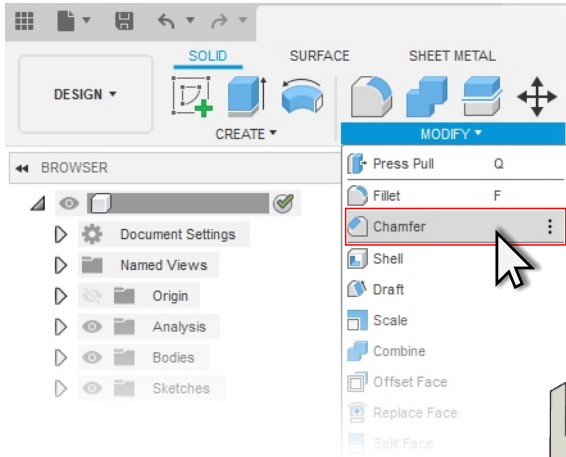 SOLID SURFACE SHEET METAL
DESIGN
CREATE MODIFY
BROWSER
Document Settings
Named Views
Origin
Analysis
Bodies
Sketches
Press Pull Q
Fillet F
Chamfer
Shell
Draft
Scale
Combine
Offset Face
Replace Face
Split Face